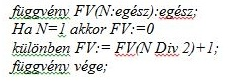 függvény FV(N:egész):egész;
Ha N=1 akkor FV:=0
különben FV:= FV(N Div 2)+1;
függvény vége;